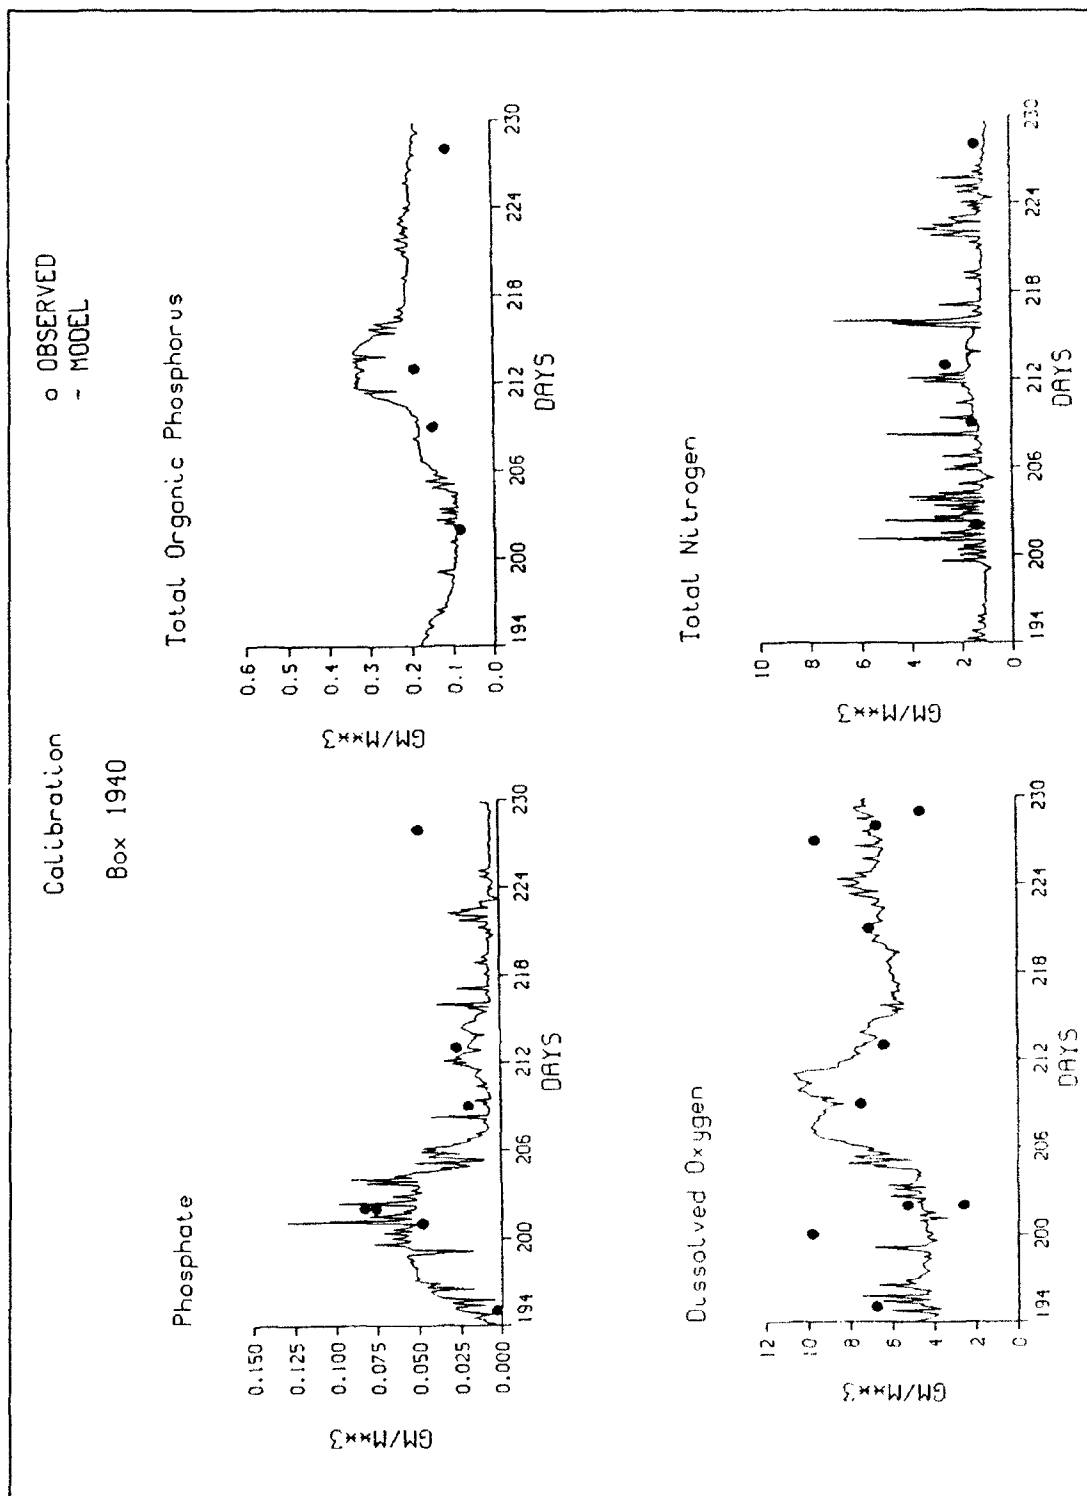 Calibration
Box 1940
o OBSERVED
~ MODEL
Phosphate
GM/M**3
0.150
0.125
0.100
0.075
0.050
0.025
0.000
194 200 206 212 218 224 230
DAYS
Total Organic Phosphorus
GM/M**3
0.6
0.5
0.4
0.3
0.2
0.1
0.0
194 200 206 212 218 224 230
DAYS
Dissolved Oxygen
GM/M**3
12
10
8
6
4
2
0
194 200 206 212 218 224 230
DAYS
Total Nitrogen
GM/M**3
10
8
6
4
2
0
194 200 206 212 218 224 230
DAYS